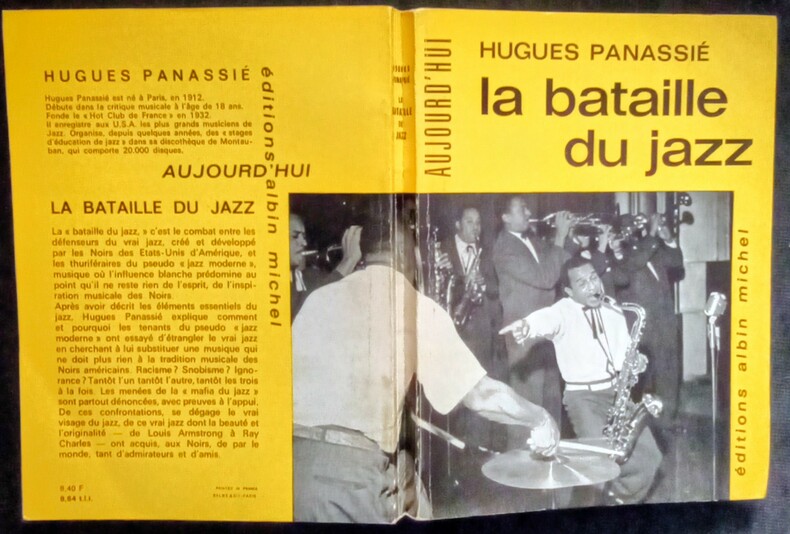 HUGUES PANASSIÉ
Hugues Panassié est né à Paris, en 1912.
Débute dans la critique musicale à l'âge de 18 ans.
Fonde le « Hot Club de France » en 1932.
Il enregistre aux U.S.A. les plus grands musiciens de
Jazz. Organise, depuis quelques années, des « stages
d'éducation de jazz » dans sa discothèque de Montau-
ban, qui comporte 20.000 disques.
AUJOURD'HUI
LA BATAILLE DU JAZZ
La « bataille du jazz, » c'est le combat entre les
défenseurs du vrai jazz, créé et développé
par les Noirs des Etats-Unis d'Amérique, et
les thuriféraires du pseudo « jazz moderne »,
musique où l'influence blanche prédomine au
point qu'il ne reste rien de l'esprit, de l'inspi-
ration musicale des Noirs.
Après avoir décrit les éléments essentiels du
jazz, Hugues Panassié explique comment
et pourquoi les tenants du pseudo « jazz
moderne » ont essayé d'étrangler le vrai jazz
en cherchant à lui substituer une musique qui
ne doit plus rien à la tradition musicale des
Noirs américains. Racisme ? Snobisme ? Igno-
rance ? Tantôt l'un tantôt l'autre, tantôt les trois
à la fois. Les menées de la « mafia du jazz »
sont partout dénoncées, avec preuves à l'appui.
De ces confrontations, se dégage le vrai
visage du jazz, de ce vrai jazz dont la beauté et
l'originalité — de Louis Armstrong à Ray
Charles — ont acquis, aux Noirs, de par le
monde, tant d'admirateurs et d'amis.
8,64 t.l.i.
PRINTED IN FRANCE
éditions albin michel
HUGUES
PANASSIÉ
LA
BATAILLE
DU
JAZZ
AUJOURD'HUI
HUGUES PANASSIÉ
la bataille
du jazz
éditions albin michel